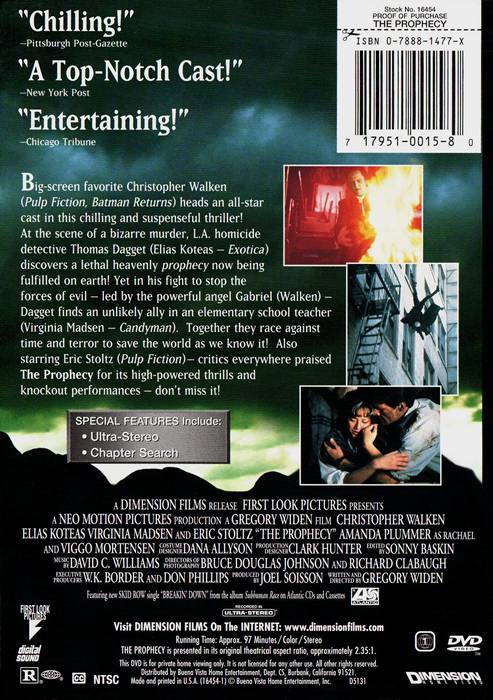 "Chilling!"
–Pittsburgh Post-Gazette
"A Top-Notch Cast!"
–New York Post
"Entertaining!"
–Chicago Tribune
Stock No. 16454
PROOF OF PURCHASE
THE PROPHECY
ISBN 0-7888-1477-X
7 17951-0015-8 0
Big-screen favorite Christopher Walken
(Pulp Fiction, Batman Returns) heads an all-star
cast in this chilling and suspenseful thriller!
At the scene of a bizarre murder, L.A. homicide
detective Thomas Dagget (Elias Koteas – Exotica)
discovers a lethal heavenly prophecy now being
fulfilled on earth! Yet in his fight to stop the
forces of evil – led by the powerful angel Gabriel (Walken) –
Dagget finds an unlikely ally in an elementary school teacher
(Virginia Madsen – Candyman). Together they race against
time and terror to save the world as we know it! Also
starring Eric Stoltz (Pulp Fiction) – critics everywhere praised
The Prophecy for its high-powered thrills and
knockout performances – don't miss it!
SPECIAL FEATURES Include:
• Ultra-Stereo
• Chapter Search
A DIMENSION FILMS RELEASE FIRST LOOK PICTURES PRESENTS
A NEO MOTION PICTURES PRODUCTION A GREGORY WIDEN FILM CHRISTOPHER WALKEN
ELIAS KOTEAS VIRGINIA MADSEN AND ERIC STOLTZ "THE PROPHECY" AMANDA PLUMMER AS RACHAEL
AND VIGGO MORTENSEN COSTUME DESIGNER DANA ALLYSON PRODUCTION DESIGNER CLARK HUNTER EDITED BY SONNY BASKIN
MUSIC BY DAVID C. WILLIAMS DIRECTORS OF PHOTOGRAPHY BRUCE DOUGLAS JOHNSON AND RICHARD CLABAUGH
EXECUTIVE PRODUCERS W.K. BORDER AND DON PHILLIPS PRODUCED BY JOEL SOISSON WRITTEN AND DIRECTED BY GREGORY WIDEN
Featuring new SKID ROW single "BREAKIN' DOWN" from the album Subhuman Race on Atlantic CDs and Cassettes
ATLANTIC
FIRST LOOK PICTURES
digital SOUND
RECORDED IN
ULTRA-STEREO
Visit DIMENSION FILMS On The INTERNET: www.dimensionfilms.com
Running Time: Approx. 97 Minutes / Color / Stereo
THE PROPHECY is presented in its original theatrical aspect ratio, approximately 2.35:1.
This DVD is for private home viewing only. It is not licensed for any other use. All other rights reserved.
Distributed by Buena Vista Home Entertainment, Dept. CS, Burbank, California 91521.
Made and printed in U.S.A. (16454-1) © Buena Vista Home Entertainment, Inc. D5131
R
CC
NTSC
1
DVD
VIDEO
DIMENSION